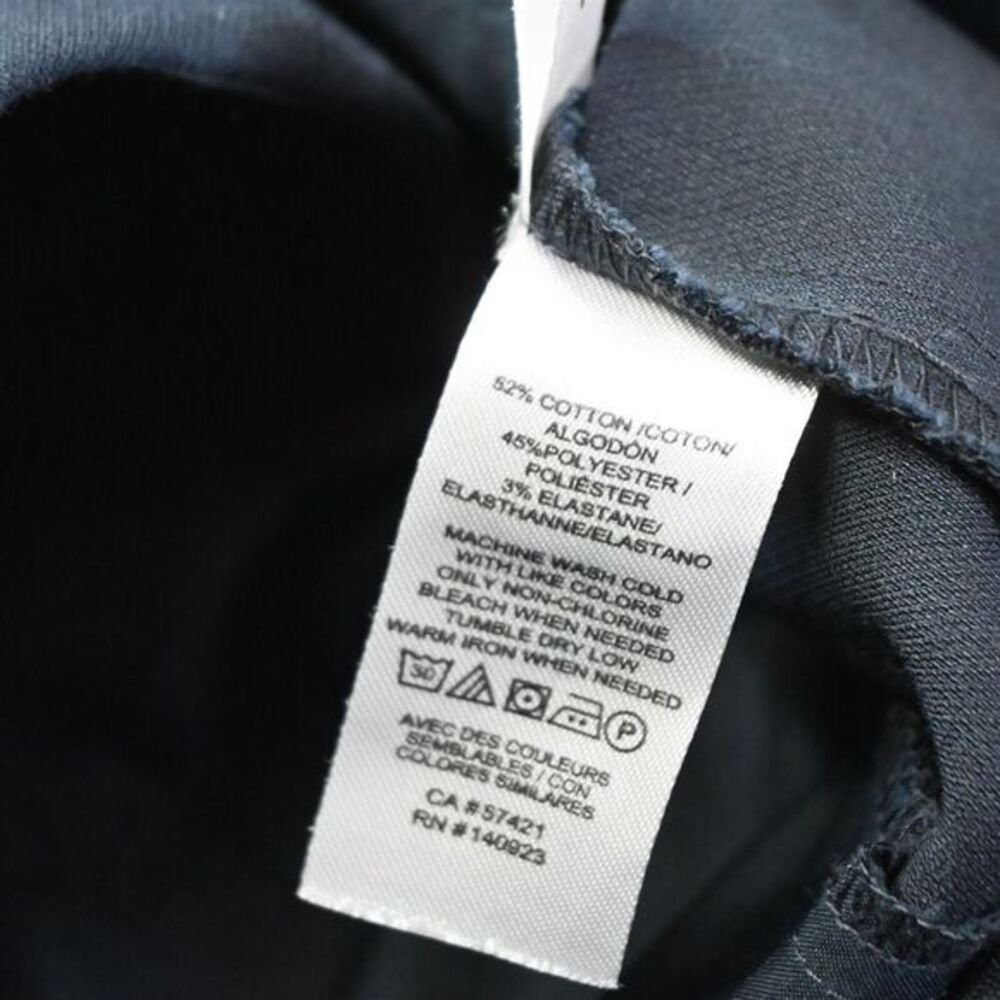 52% COTTON /COTON/
ALGODÓN
45%POLYESTER /
POLIÉSTER
3% ELASTANE/
ELASTHANNE/ELASTANO
MACHINE WASH COLD
WITH LIKE COLORS
ONLY NON-CHLORINE
BLEACH WHEN NEEDED
TUMBLE DRY LOW
WARM IRON WHEN NEEDED
30 P
AVEC DES COULEURS
SEMBLABLES / CON
COLORES SIMILARES
CA # 57421
RN # 140923